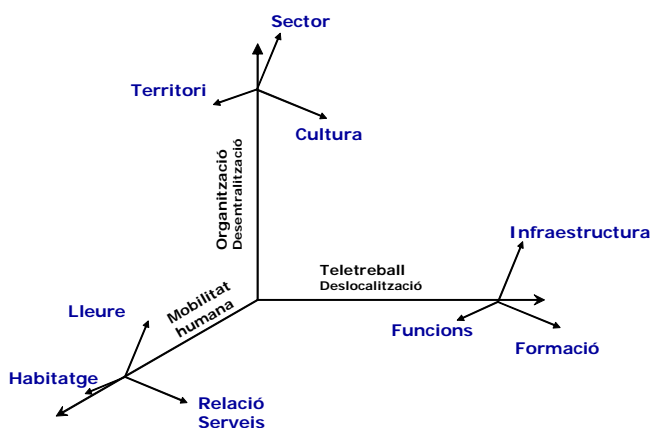 Sector
Territori
Cultura
Organització
Desentralització
Infraestructura
Teletreball
Deslocalització
Mobilitat
humana
Lleure
Funcions
Formació
Habitatge
Relació
Serveis